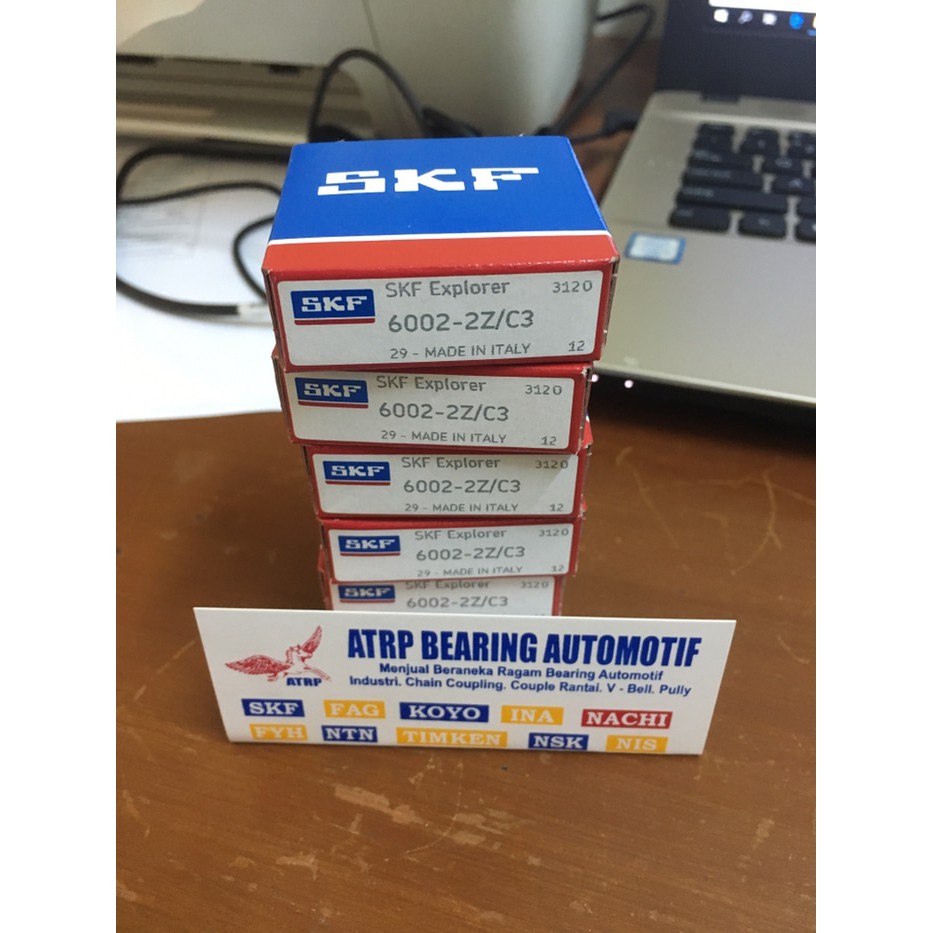 SKF
SKF SKF Explorer 3120
6002-2Z/C3
29 - MADE IN ITALY 12
SKF SKF Explorer 3120
6002-2Z/C3
29 - MADE IN ITALY 12
SKF SKF Explorer 3120
6002-2Z/C3
29 - MADE IN ITALY 12
SKF SKF Explorer 3120
6002-2Z/C3
29 - MADE IN ITALY 12
SKF SKF Explorer 3120
6002-2Z/C3
ATRP BEARING AUTOMOTIF
Menjual Beraneka Ragam Bearing Automotif
Industri. Chain Coupling. Couple Rantai. V - Bell. Pully
ATRP
SKF FAG KOYO INA NACHI
FYH NTN TIMKEN NSK NIS